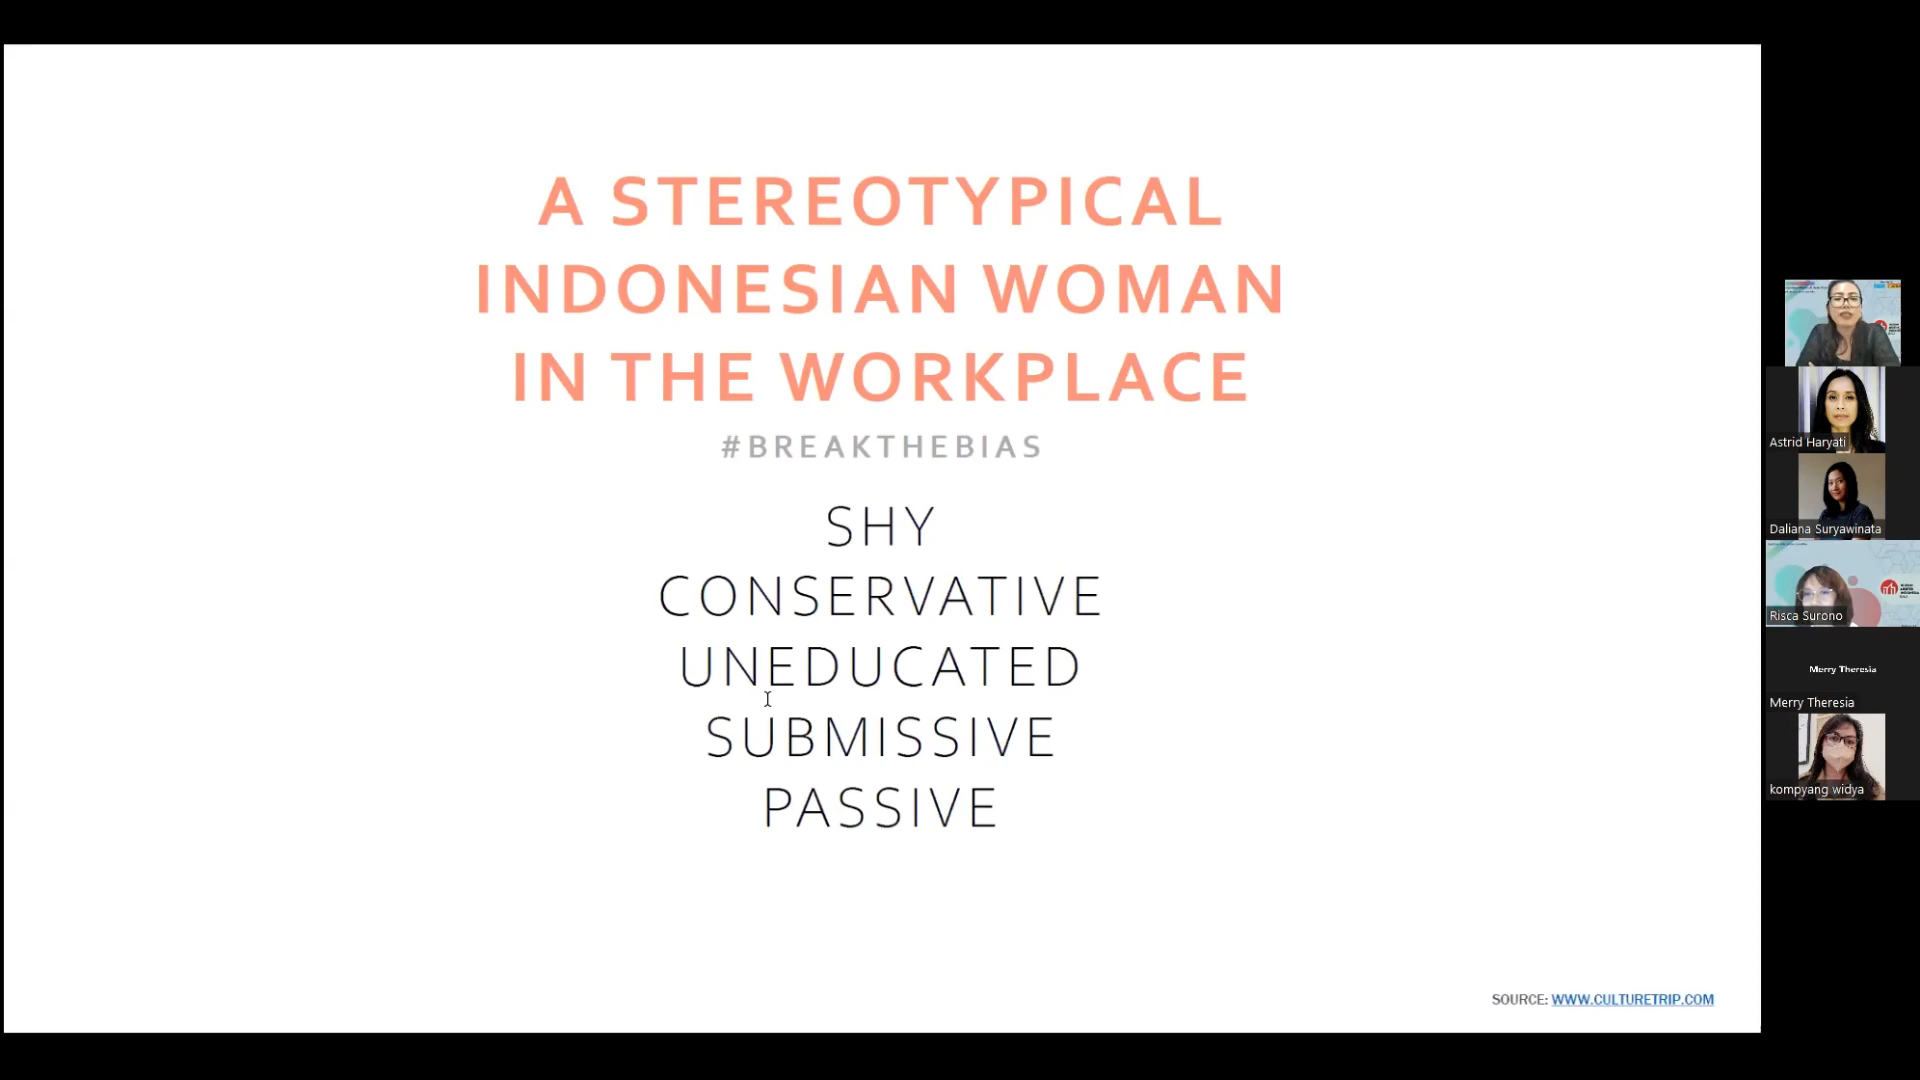 A STEREOTYPICAL
INDONESIAN WOMAN
IN THE WORKPLACE
#BREAKTHEBIAS
SHY
CONSERVATIVE
UNEDUCATED
SUBMISSIVE
PASSIVE
SOURCE: WWW.CULTURETRIP.COM
Astrid Haryati
Daliana Suryawinata
Risca Surono
Merry Theresia
Merry Theresia
kompyang widya